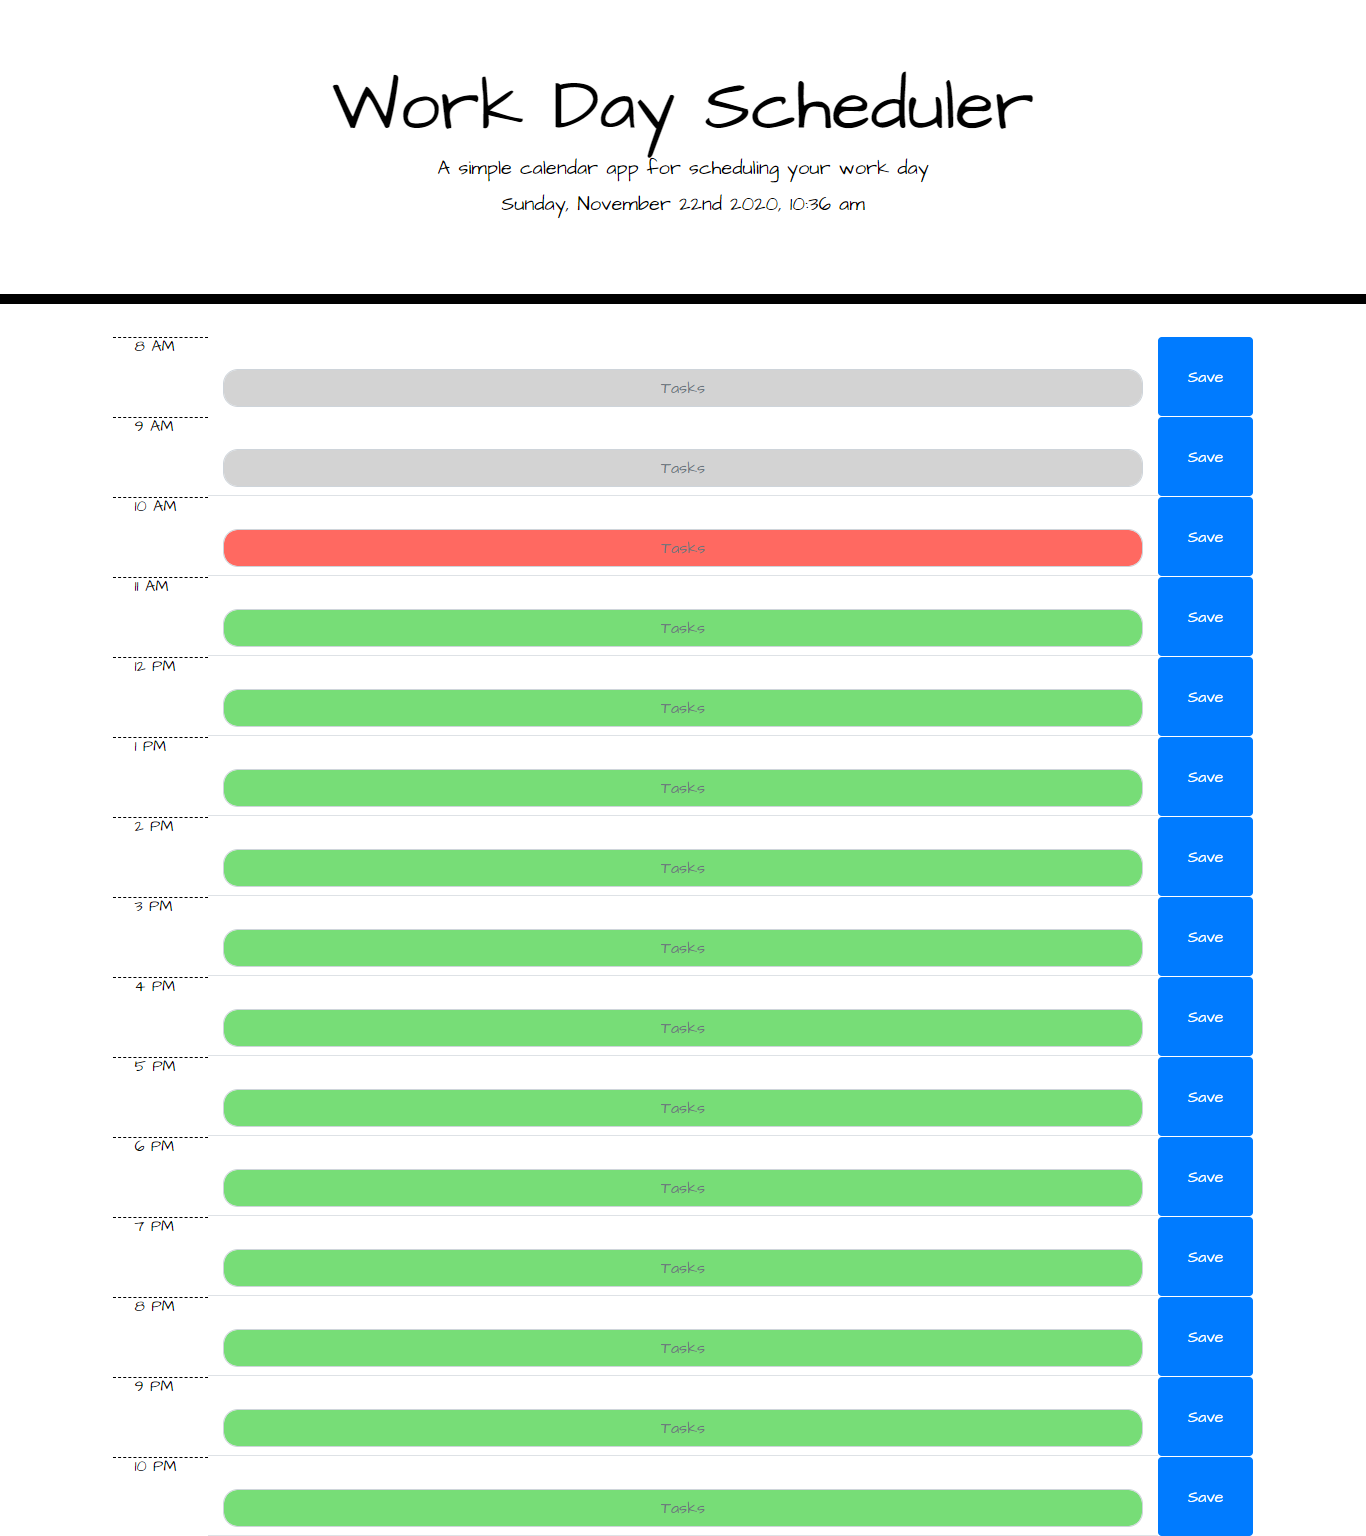 Work Day Scheduler
A simple calendar app for scheduling your work day
Sunday, November 22nd 2020, 10:36 am
8 AM
Tasks
Save
9 AM
Tasks
Save
10 AM
Tasks
Save
11 AM
Tasks
Save
12 PM
Tasks
Save
1 PM
Tasks
Save
2 PM
Tasks
Save
3 PM
Tasks
Save
4 PM
Tasks
Save
5 PM
Tasks
Save
6 PM
Tasks
Save
7 PM
Tasks
Save
8 PM
Tasks
Save
9 PM
Tasks
Save
10 PM
Tasks
Save